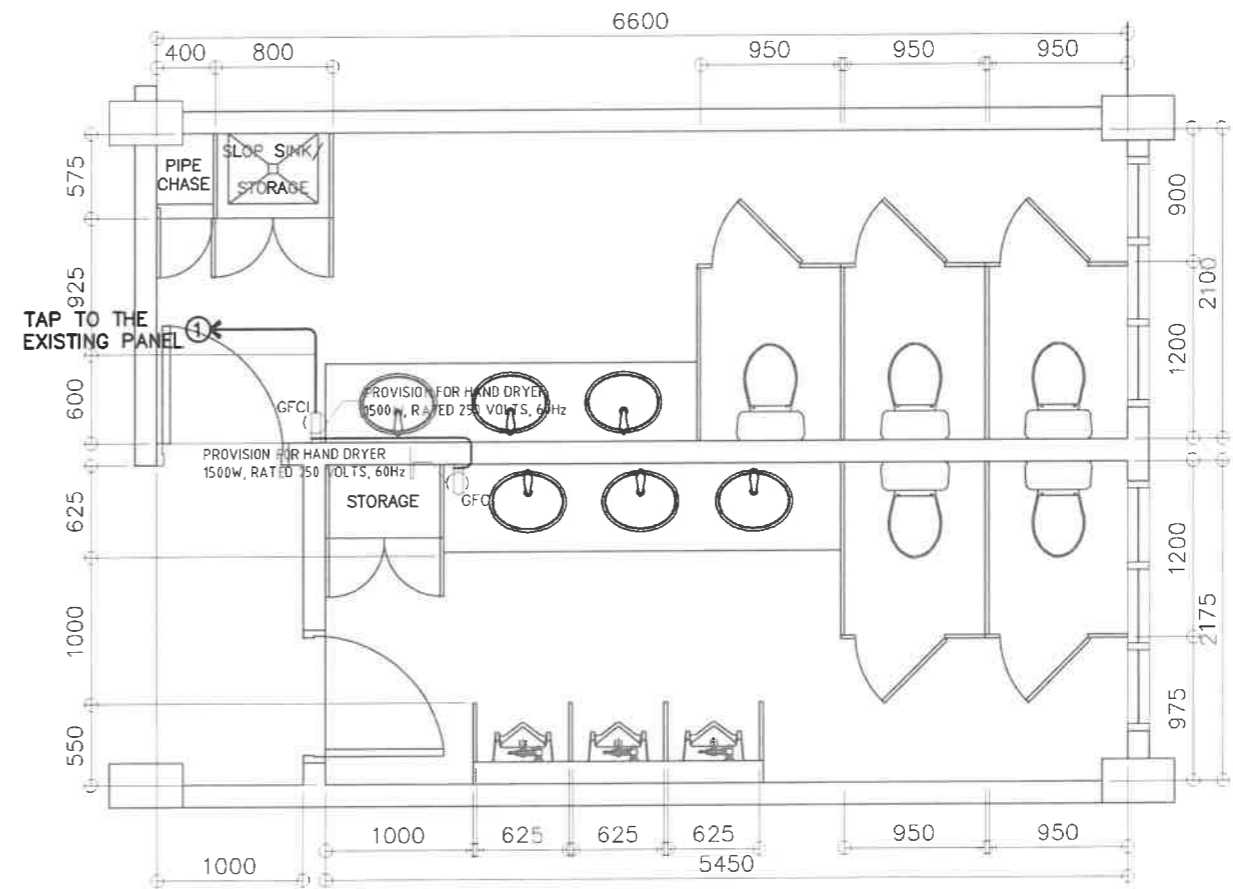 6600
400
800
950
950
950
575
PIPE
CHASE
SLOP SINK/
STORAGE
900
2100
925
TAP TO THE
EXISTING PANEL
1
1200
600
GFCI
PROVISION FOR HAND DRYER
1500W, RATED 250 VOLTS, 60Hz
PROVISION FOR HAND DRYER
1500W, RATED 250 VOLTS, 60Hz
625
STORAGE
GFCI
1200
2175
1000
975
550
1000
625
625
625
950
950
1000
5450